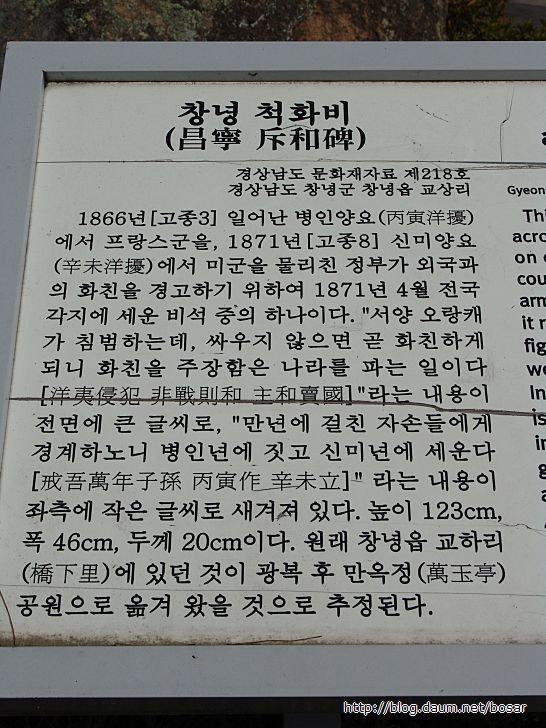 창녕 척화비
(昌寧 斥和碑)
경상남도 문화재자료 제218호
경상남도 창녕군 창녕읍 교상리
1866년[고종3] 일어난 병인양요(丙寅洋擾)
에서 프랑스군을, 1871년[고종8] 신미양요
(辛未洋擾)에서 미군을 물리친 정부가 외국과
의 화친을 경고하기 위하여 1871년 4월 전국
각지에 세운 비석 중의 하나이다. "서양 오랑캐
가 침범하는데, 싸우지 않으면 곧 화친하게
되니 화친을 주장함은 나라를 파는 일이다
[洋夷侵犯 非戰則和 主和賣國]"라는 내용이
전면에 큰 글씨로, "만년에 걸친 자손들에게
경계하노니 병인년에 짓고 신미년에 세운다
[戒吾萬年子孫 丙寅作 辛未立]" 라는 내용이
좌측에 작은 글씨로 새겨져 있다. 높이 123cm,
폭 46cm, 두께 20cm이다. 원래 창녕읍 교하리
(橋下里)에 있던 것이 광복 후 만옥정(萬玉亭)
공원으로 옮겨 왔을 것으로 추정된다.
Gyeon
Thi
acro
on
cou
arm
it r
fig
we
In
is
in
http://blog.daum.net/bosar